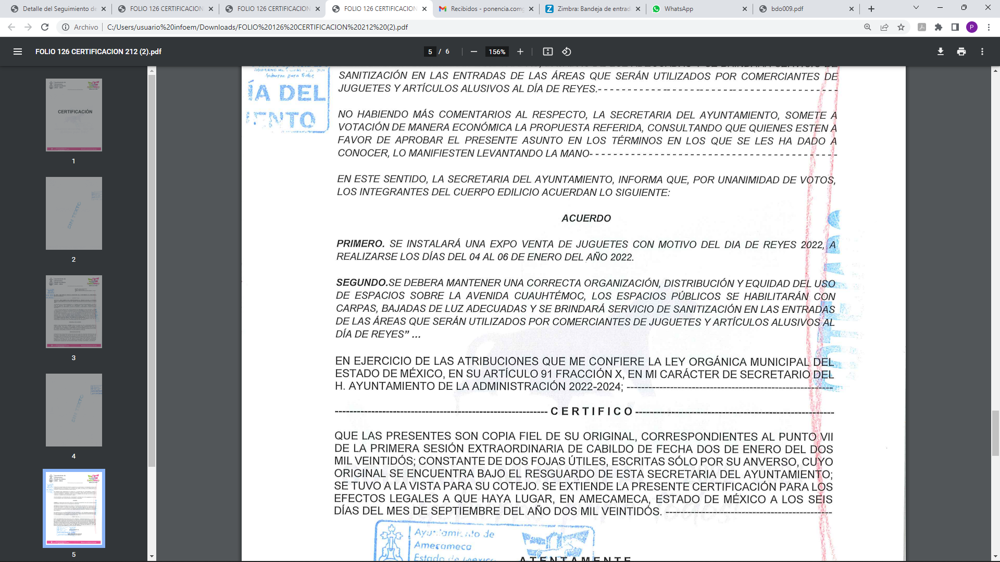 Detalle del Seguimiento de
FOLIO 126 CERTIFICACION
FOLIO 126 CERTIFICACION
FOLIO 126 CERTIFICACION
Recibidos - ponencia.comg
Zimbra: Bandeja de entrad
WhatsApp
bdo009.pdf
Archivo
C:/Users/usuario%20infoem/Downloads/FOLIO%20126%20CERTIFICACION%20212%20(2).pdf
P
FOLIO 126 CERTIFICACION 212 (2).pdf
5 / 6
156%
CERTIFICACIÓN
1
SIN TEXTO
2
3
SIN TEXTO
4
5
ÍA DEL
IENTO
SANITIZACIÓN EN LAS ENTRADAS DE LAS ÁREAS QUE SERÁN UTILIZADOS POR COMERCIANTES DE
JUGUETES Y ARTÍCULOS ALUSIVOS AL DÍA DE REYES.- - - - - - - - - - - - - - - - - - - - - - - - - - - - - - - - - -
NO HABIENDO MÁS COMENTARIOS AL RESPECTO, LA SECRETARIA DEL AYUNTAMIENTO, SOMETE A
VOTACIÓN DE MANERA ECONÓMICA LA PROPUESTA REFERIDA, CONSULTANDO QUE QUIENES ESTEN A
FAVOR DE APROBAR EL PRESENTE ASUNTO EN LOS TÉRMINOS EN LOS QUE SE LES HA DADO A
CONOCER, LO MANIFIESTEN LEVANTANDO LA MANO- - - - - - - - - - - - - - - - - - - - - - - - - - - - - - - - - - -
EN ESTE SENTIDO, LA SECRETARIA DEL AYUNTAMIENTO, INFORMA QUE, POR UNANIMIDAD DE VOTOS,
LOS INTEGRANTES DEL CUERPO EDILICIO ACUERDAN LO SIGUIENTE:
ACUERDO
PRIMERO. SE INSTALARÁ UNA EXPO VENTA DE JUGUETES CON MOTIVO DEL DIA DE REYES 2022, A
REALIZARSE LOS DÍAS DEL 04 AL 06 DE ENERO DEL AÑO 2022.
SEGUNDO.SE DEBERA MANTENER UNA CORRECTA ORGANIZACIÓN, DISTRIBUCIÓN Y EQUIDAD DEL USO
DE ESPACIOS SOBRE LA AVENIDA CUAUHTÉMOC, LOS ESPACIOS PÚBLICOS SE HABILITARÁN CON
CARPAS, BAJADAS DE LUZ ADECUADAS Y SE BRINDARÁ SERVICIO DE SANITIZACIÓN EN LAS ENTRADAS
DE LAS ÁREAS QUE SERÁN UTILIZADOS POR COMERCIANTES DE JUGUETES Y ARTÍCULOS ALUSIVOS AL
DÍA DE REYES” ...
EN EJERCICIO DE LAS ATRIBUCIONES QUE ME CONFIERE LA LEY ORGÁNICA MUNICIPAL DEL
ESTADO DE MÉXICO, EN SU ARTÍCULO 91 FRACCIÓN X, EN MI CARÁCTER DE SECRETARIO DEL
H. AYUNTAMIENTO DE LA ADMINISTRACIÓN 2022-2024; ----------------------------------------------------------
----------------------------------------------------------- C E R T I F I C O -------------------------------------------------------
QUE LAS PRESENTES SON COPIA FIEL DE SU ORIGINAL, CORRESPONDIENTES AL PUNTO VII
DE LA PRIMERA SESIÓN EXTRAORDINARIA DE CABILDO DE FECHA DOS DE ENERO DEL DOS
MIL VEINTIDÓS; CONSTANTE DE DOS FOJAS ÚTILES, ESCRITAS SÓLO POR SU ANVERSO, CUYO
ORIGINAL SE ENCUENTRA BAJO EL RESGUARDO DE ESTA SECRETARIA DEL AYUNTAMIENTO;
SE TUVO A LA VISTA PARA SU COTEJO. SE EXTIENDE LA PRESENTE CERTIFICACIÓN PARA LOS
EFECTOS LEGALES A QUE HAYA LUGAR, EN AMECAMECA, ESTADO DE MÉXICO A LOS SEIS
DÍAS DEL MES DE SEPTIEMBRE DEL AÑO DOS MIL VEINTIDÓS. ----------------------------------------------
Ayuntamiento de
Amecameca
Estado de México
A T E N T A M E N T E